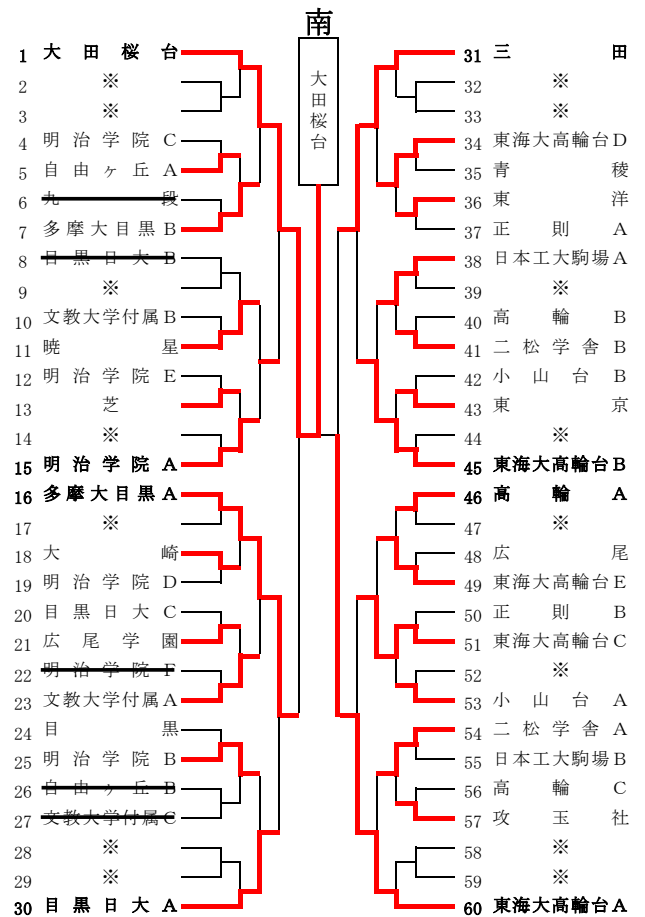 南
大田桜台
1 大田桜台
2 ※
3 ※
4 明治学院C
5 自由ヶ丘A
6 九段
7 多摩大目黒B
8 目黒日大B
9 ※
10 文教大学付属B
11 暁星
12 明治学院E
13 芝
14 ※
15 明治学院A
16 多摩大目黒A
17 ※
18 大崎
19 明治学院D
20 目黒日大C
21 広尾学園
22 明治学院F
23 文教大学付属A
24 目黒
25 明治学院B
26 自由ヶ丘B
27 文教大学付属C
28 ※
29 ※
30 目黒日大A
31 三田
32 ※
33 ※
34 東海大高輪台D
35 青稜
36 東洋
37 正則A
38 日本工大駒場A
39 ※
40 高輪B
41 二松学舎B
42 小山台B
43 東京
44 ※
45 東海大高輪台B
46 高輪A
47 ※
48 広尾
49 東海大高輪台E
50 正則B
51 東海大高輪台C
52 ※
53 小山台A
54 二松学舎A
55 日本工大駒場B
56 高輪C
57 攻玉社
58 ※
59 ※
60 東海大高輪台A